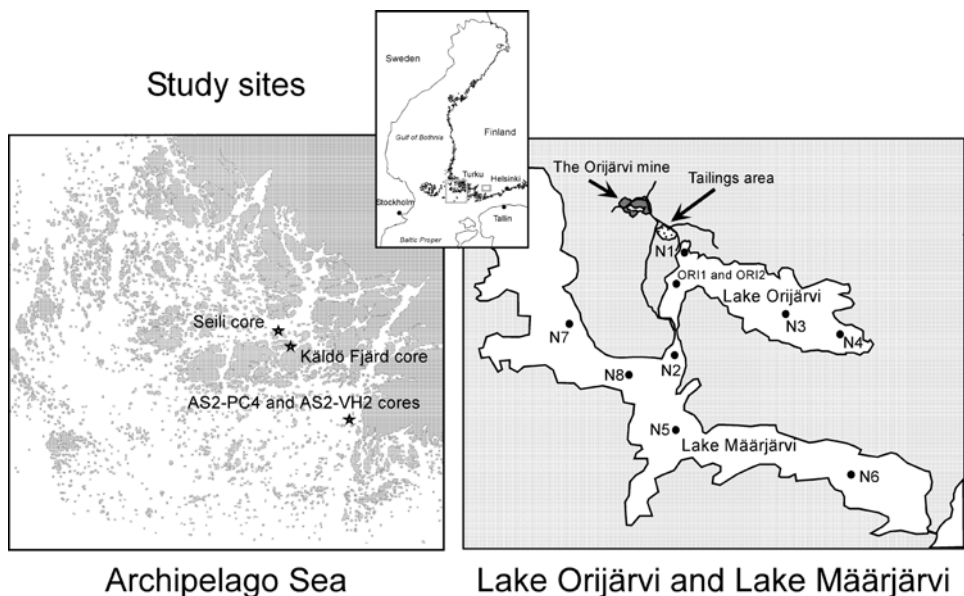 Study sites
Sweden
Gulf of Bothnia
Finland
Turku
Helsinki
Stockholm
Tallin
Baltic Proper
Seili core
Käldö Fjärd core
AS2-PC4 and AS2-VH2 cores
Archipelago Sea
The Orijärvi mine
Tailings area
N1
ORI1 and ORI2
Lake Orijärvi
N3
N4
N7
N2
N8
N5
Lake Määrjärvi
N6
Lake Orijärvi and Lake Määrjärvi